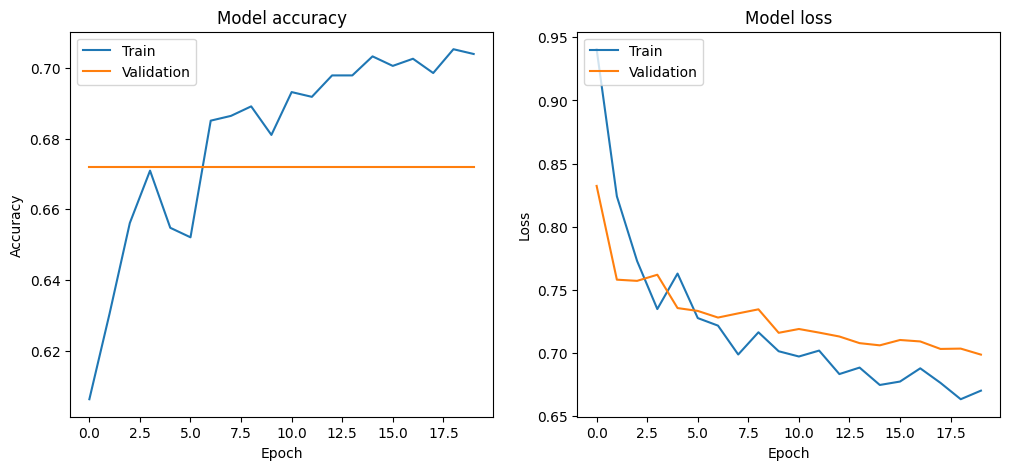 Model accuracy
Train
Validation
Accuracy
0.70
0.68
0.66
0.64
0.62
0.0 2.5 5.0 7.5 10.0 12.5 15.0 17.5
Epoch
Model loss
Train
Validation
Loss
0.95
0.90
0.85
0.80
0.75
0.70
0.65
0.0 2.5 5.0 7.5 10.0 12.5 15.0 17.5
Epoch